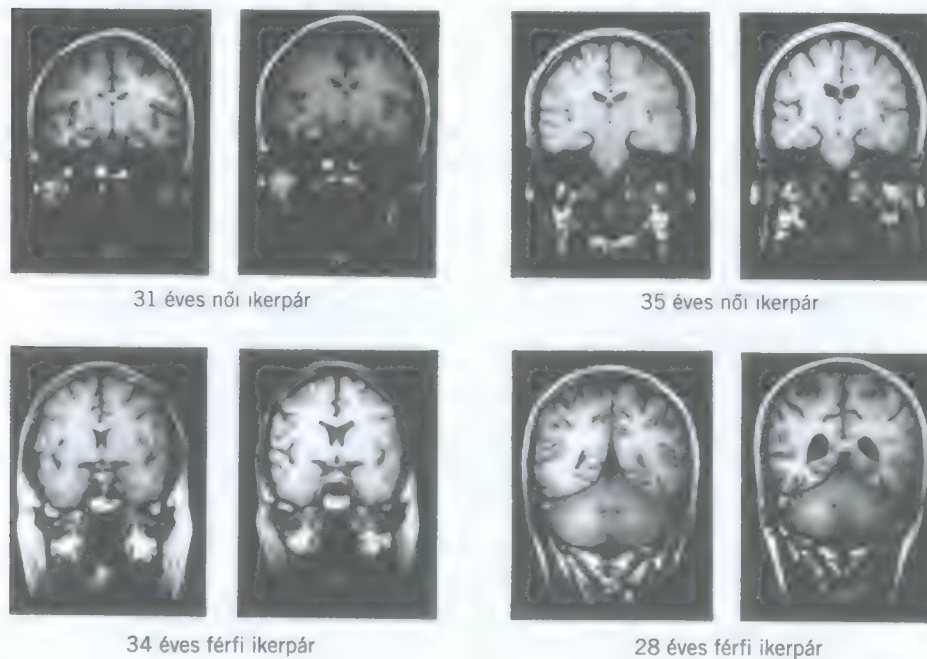 31 éves női ikerpár
35 éves női ikerpár
34 éves férfi ikerpár
28 éves férfi ikerpár